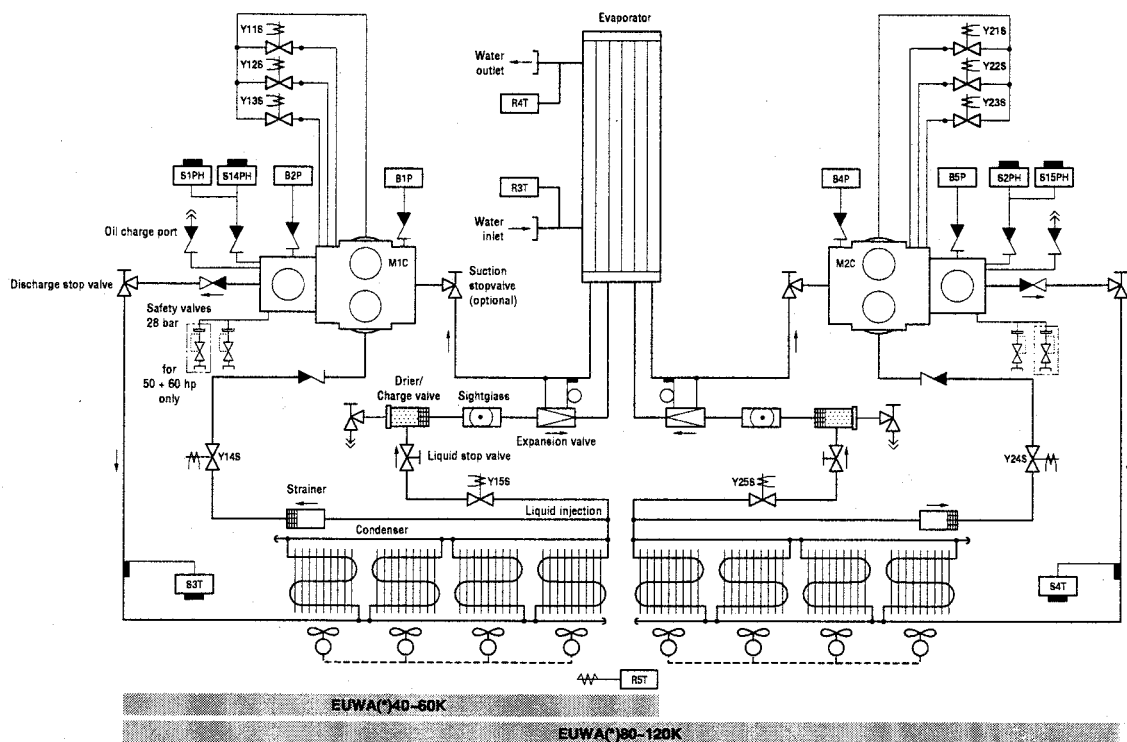 Evaporator
Y11S
Y12S
Y13S
Water
outlet
R4T
Y21S
Y22S
Y23S
S1PH
S14PH
B2P
B1P
R3T
B4P
B5P
S2PH
S15PH
Oil charge port
Water
inlet
M1C
M2C
Discharge stop valve
Suction
stopvalve
(optional)
Safety valves
28 bar
for
50 + 60 hp
only
Drier/
Charge valve
Sightglass
Expansion valve
Y14S
Liquid stop valve
Y24S
Y15S
Y25S
Strainer
Liquid injection
Condenser
S3T
S4T
R5T
EUWA(*)40-60K
EUWA(*)80-120K